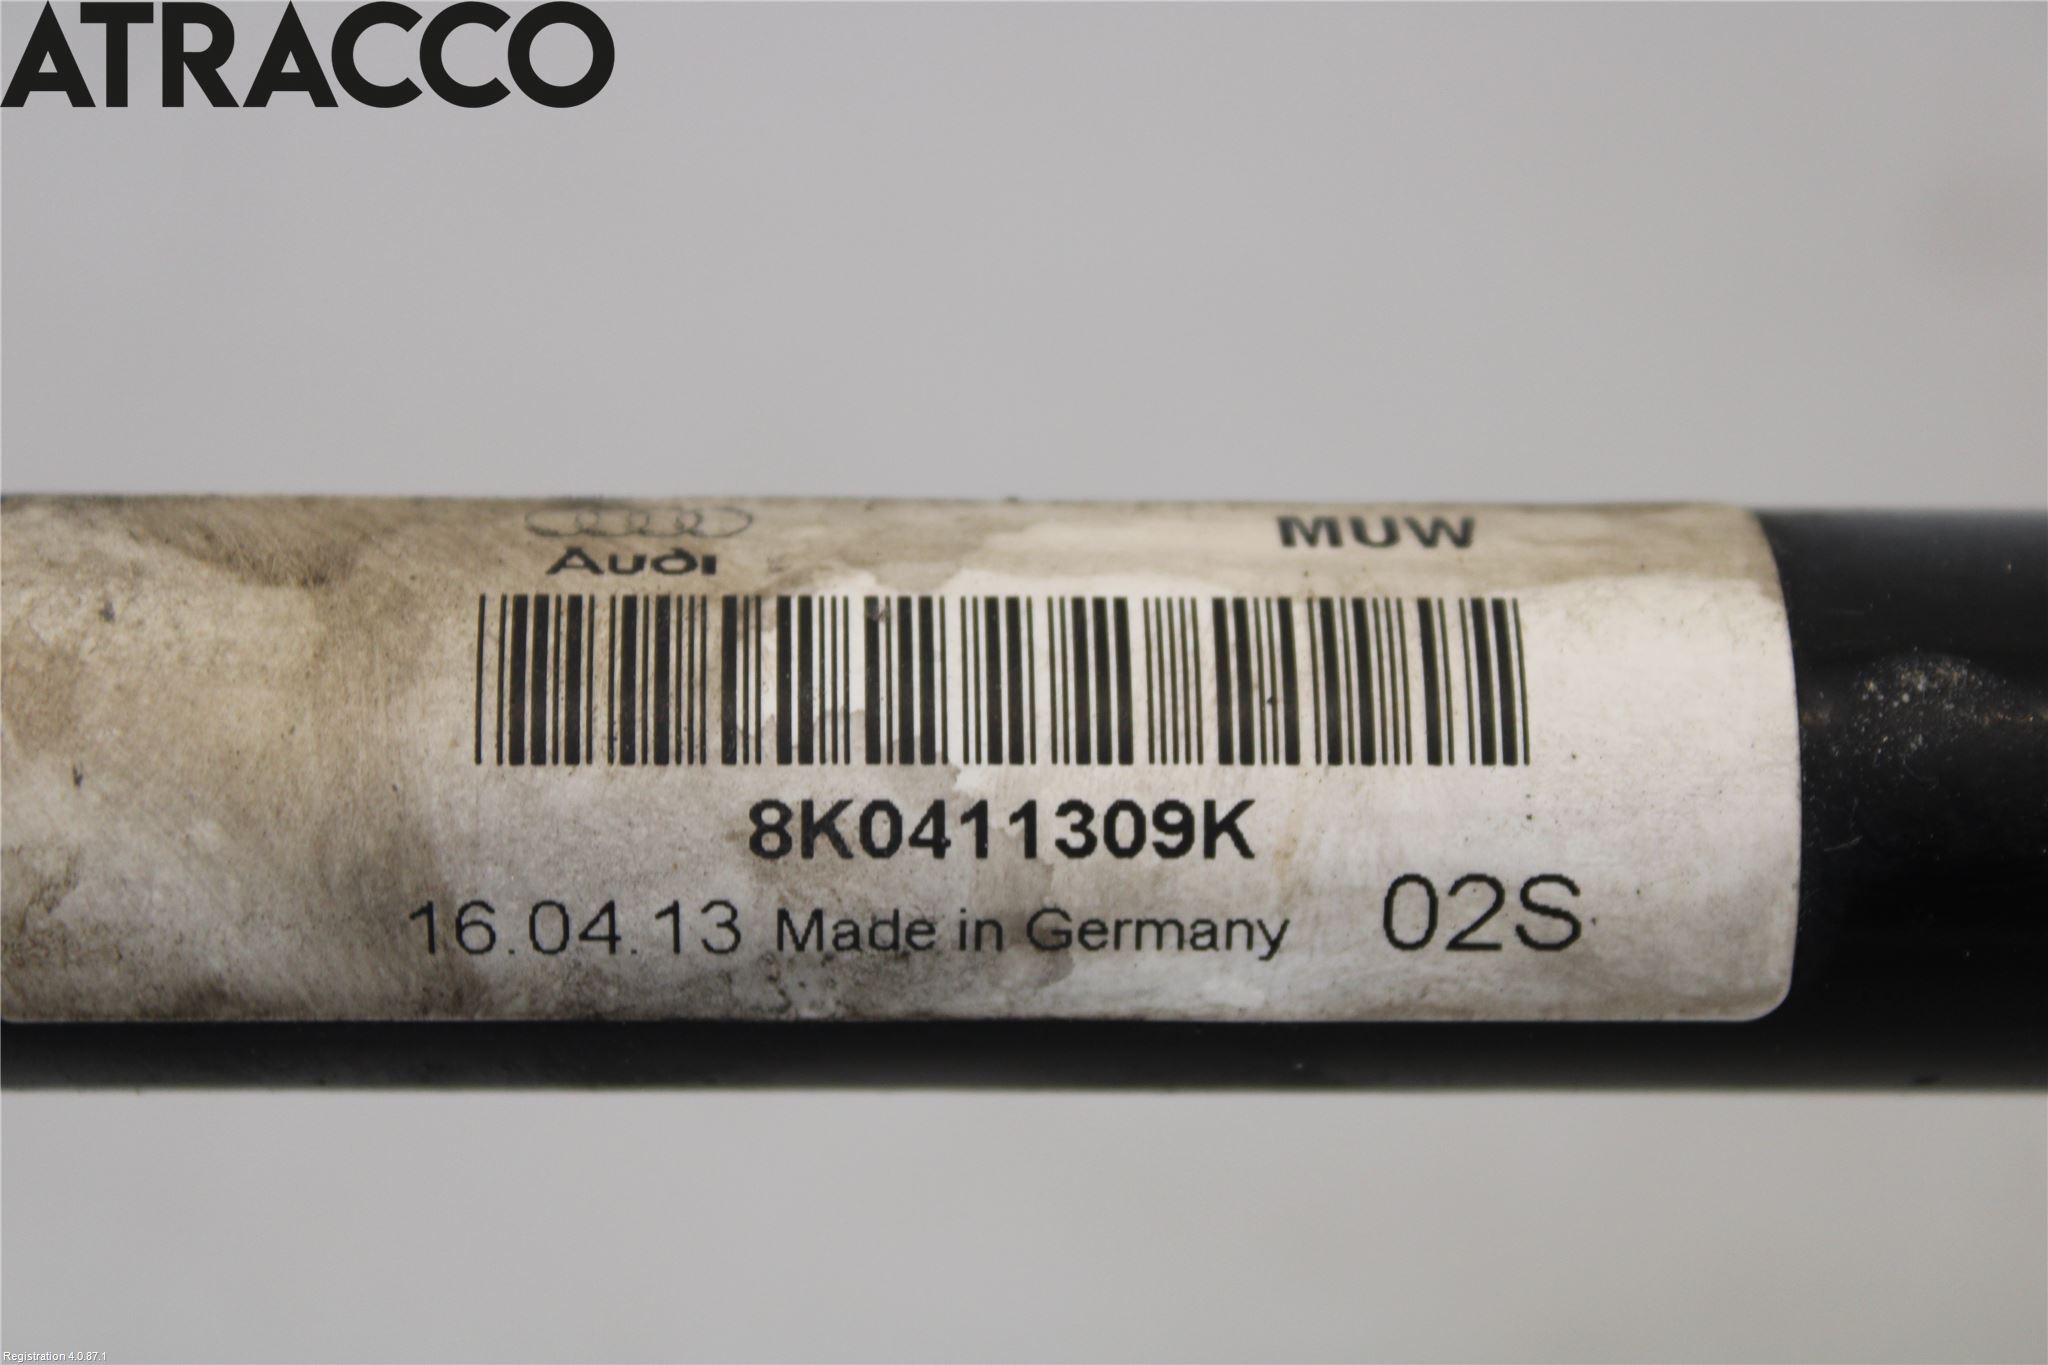 ATRACCO
Audi
MUW
8K0411309K
16.04.13 Made in Germany 02S
Registration 4.0.87.1